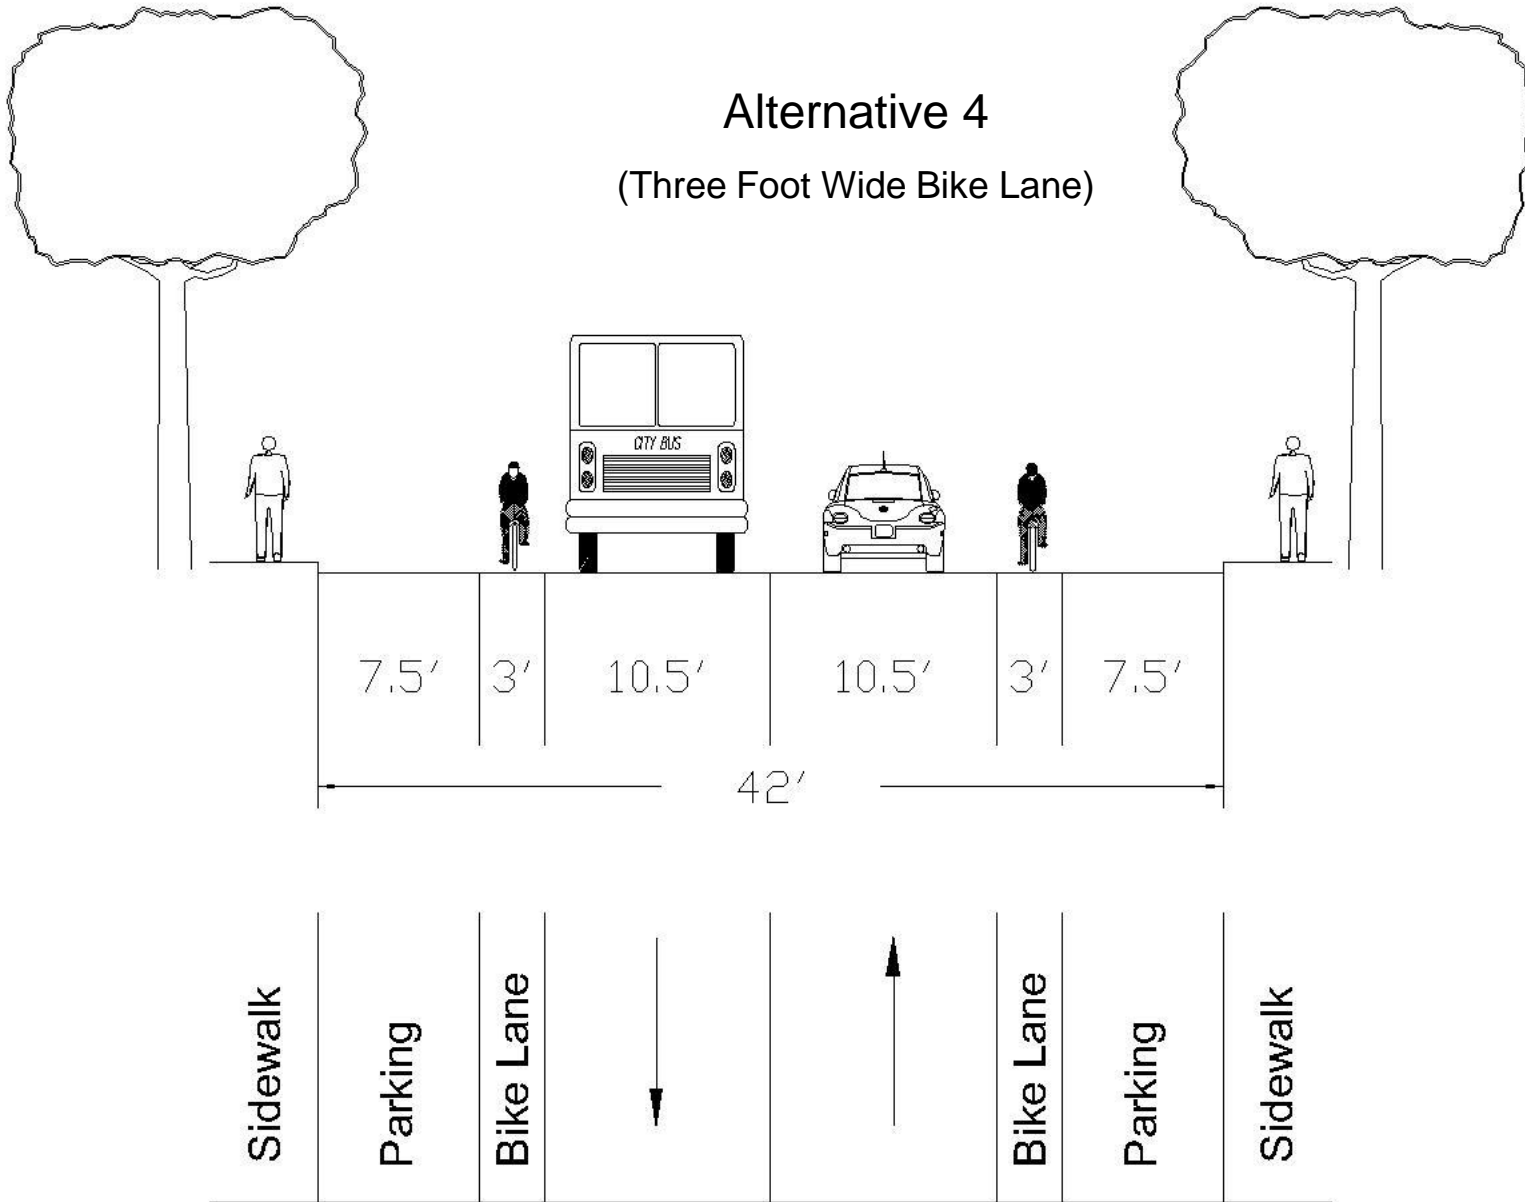 Alternative 4
(Three Foot Wide Bike Lane)
CITY BUS
7.5'
3'
10.5'
10.5'
3'
7.5'
42'
Sidewalk
Parking
Bike Lane
Bike Lane
Parking
Sidewalk